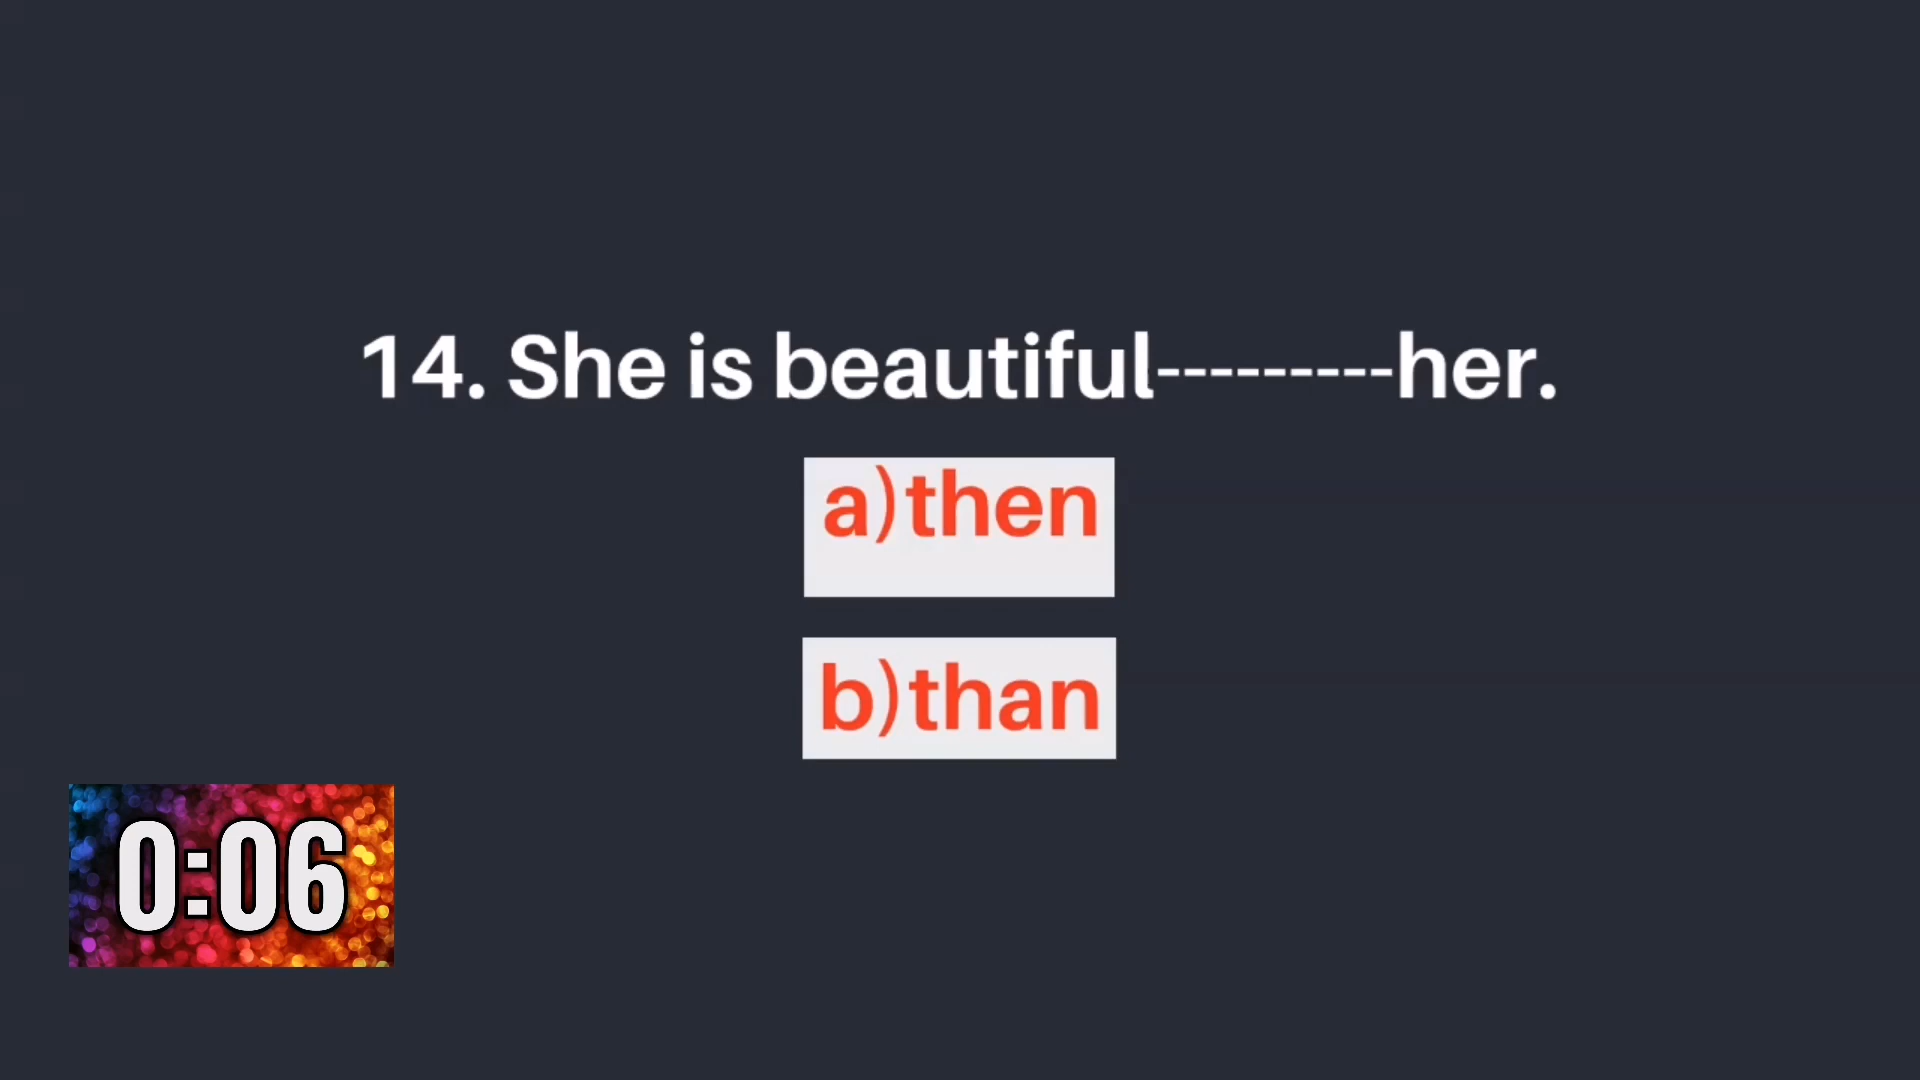 14. She is beautiful---------her.
a)then
b)than
0:06